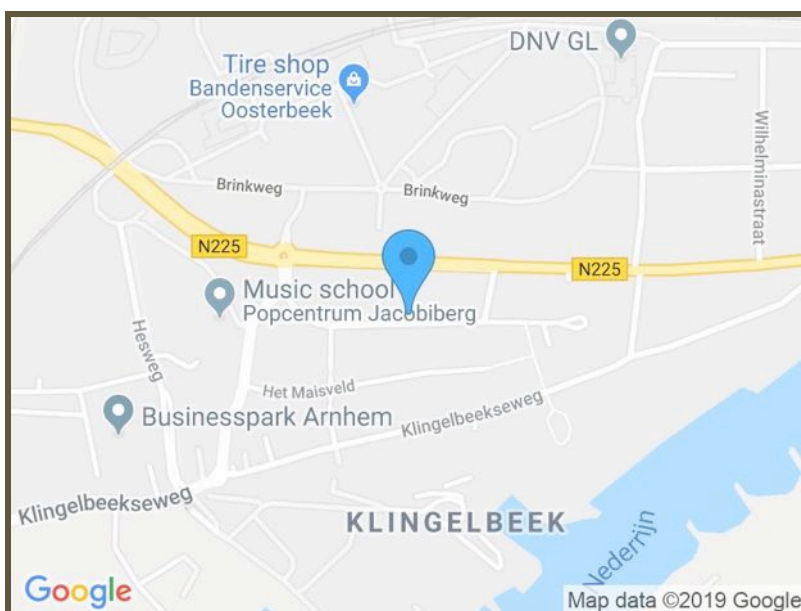 DNV GL
Tire shop
Bandenservice
Oosterbeek
Wilhelminastraat
Brinkweg
Brinkweg
N225
N225
Music school
Popcentrum Jacobiberg
Hesweg
Het Maisveld
Businesspark Arnhem
Klingelbeekseweg
Klingelbeekseweg
KLINGELBEEK
Nederrijn
Google
Map data ©2019 Google